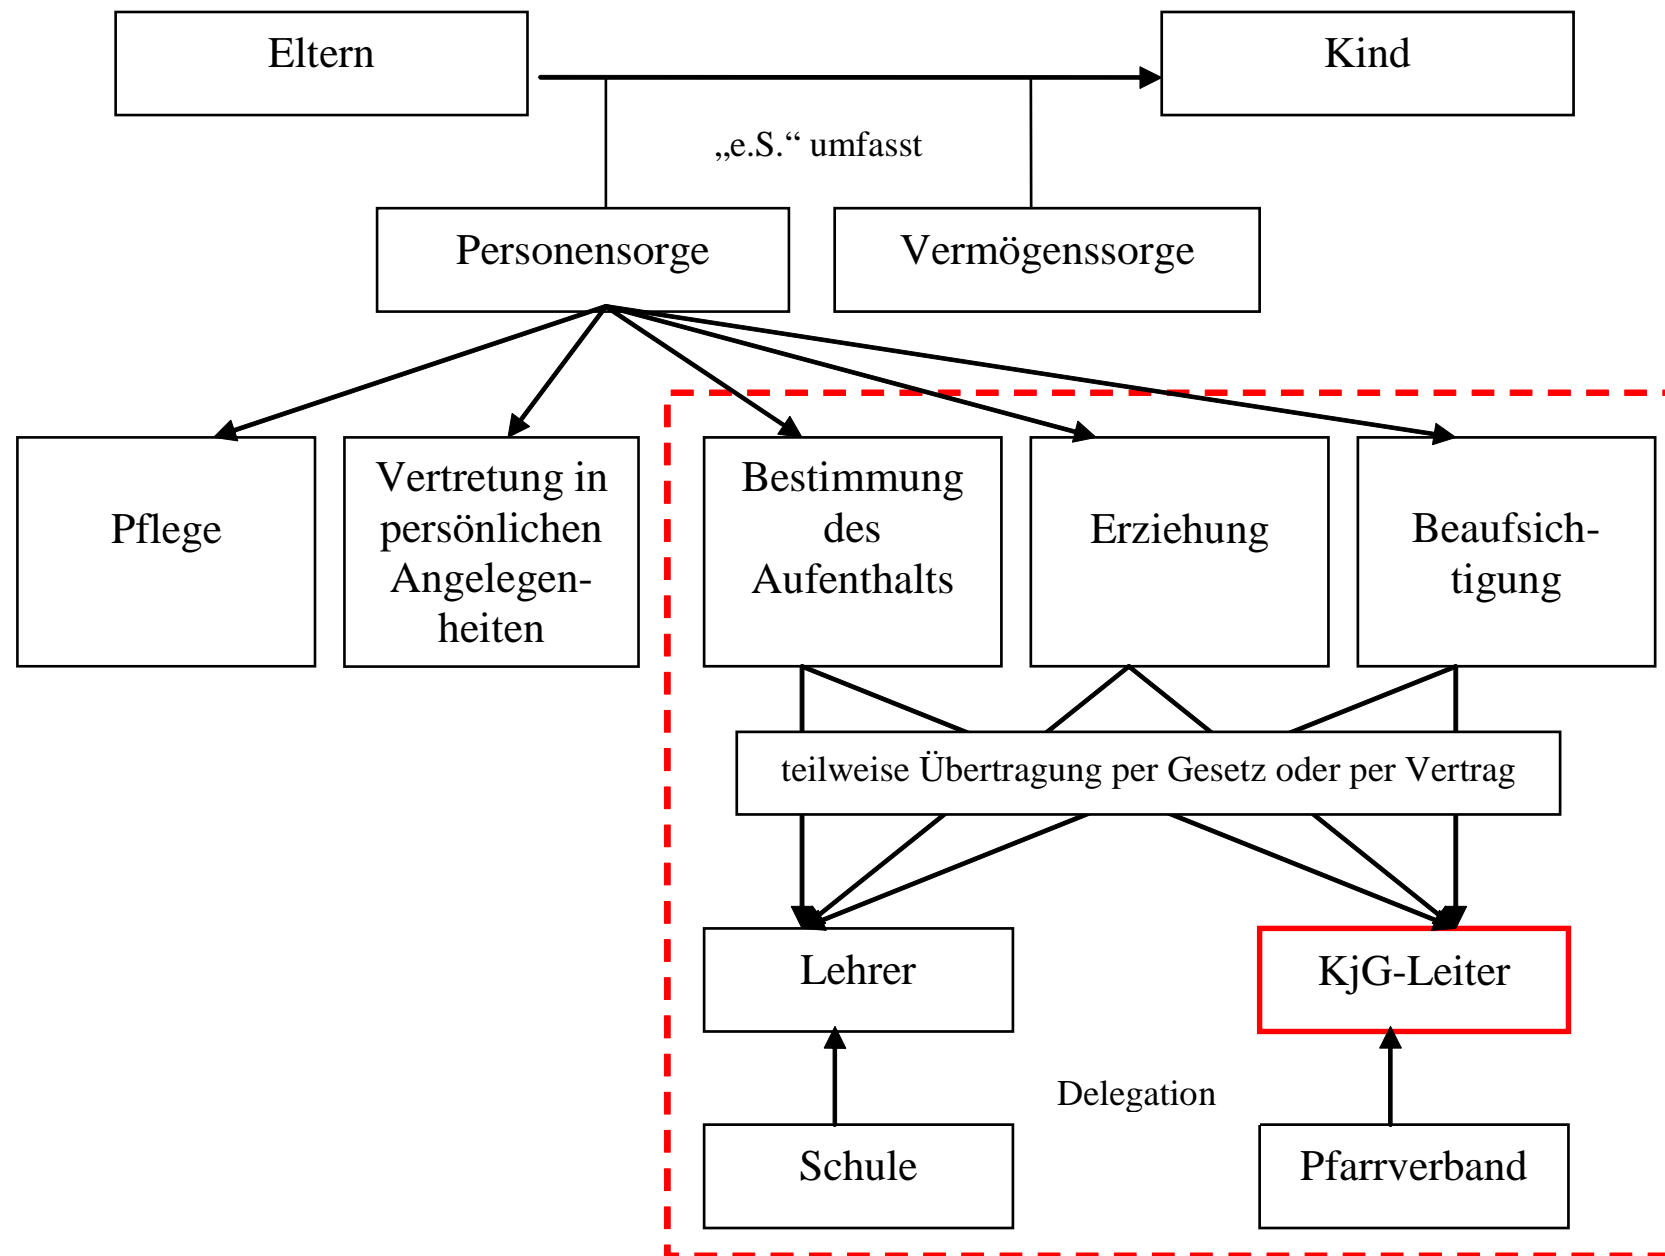 Eltern
Kind
„e.S.“ umfasst
Personensorge
Vermögenssorge
Pflege
Vertretung in
persönlichen
Angelegen-
heiten
Bestimmung
des
Aufenthalts
Erziehung
Beaufsich-
tigung
teilweise Übertragung per Gesetz oder per Vertrag
Lehrer
KjG-Leiter
Delegation
Schule
Pfarrverband